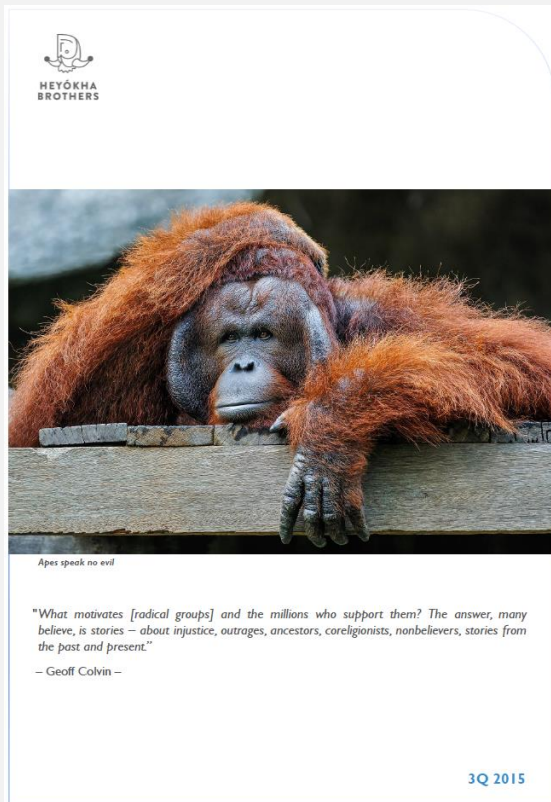 HEYÓKHA
BROTHERS
Apes speak no evil
"What motivates [radical groups] and the millions who support them? The answer, many
believe, is stories – about injustice, outrages, ancestors, coreligionists, nonbelievers, stories from
the past and present."
– Geoff Colvin –
3Q 2015